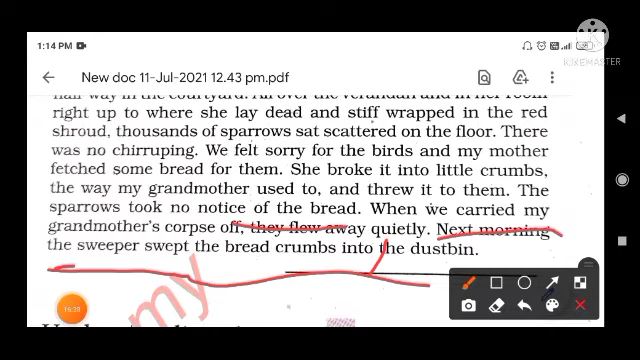 1:14 PM
KINEMASTER
New doc 11-Jul-2021 12.43 pm.pdf
half way in the courtyard. All over the verandah and in her room
right up to where she lay dead and stiff wrapped in the red
shroud, thousands of sparrows sat scattered on the floor. There
was no chirruping. We felt sorry for the birds and my mother
fetched some bread for them. She broke it into little crumbs,
the way my grandmother used to, and threw it to them. The
sparrows took no notice of the bread. When we carried my
grandmother's corpse off, they flew away quietly. Next morning
the sweeper swept the bread crumbs into the dustbin.
16:39
my